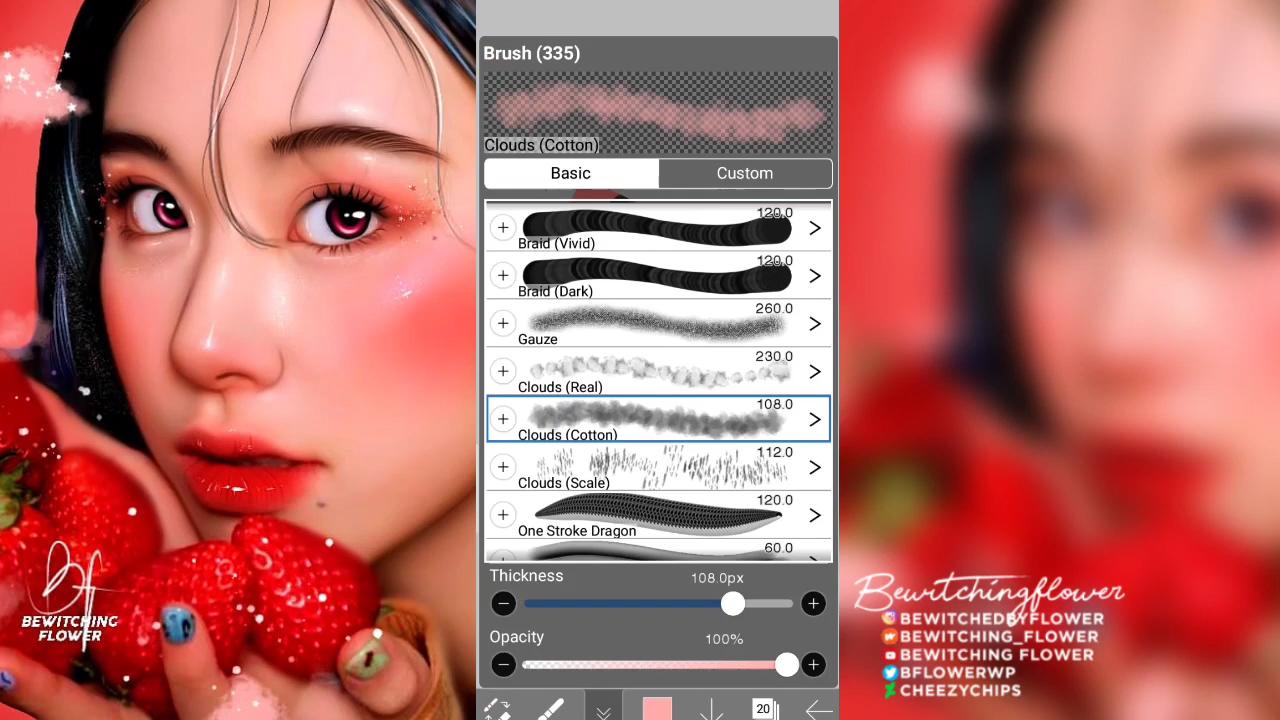 BEWITCHING
FLOWER
Brush (335)
Clouds (Cotton)
Basic
Custom
120.0
Braid (Vivid)
120.0
Braid (Dark)
260.0
Gauze
230.0
Clouds (Real)
108.0
Clouds (Cotton)
112.0
Clouds (Scale)
120.0
One Stroke Dragon
60.0
Thickness
108.0px
Opacity
100%
20
Bewitchingflower
BEWITCHEDBYFLOWER
BEWITCHING_FLOWER
BEWITCHING FLOWER
BFLOWERWP
CHEEZYCHIPS